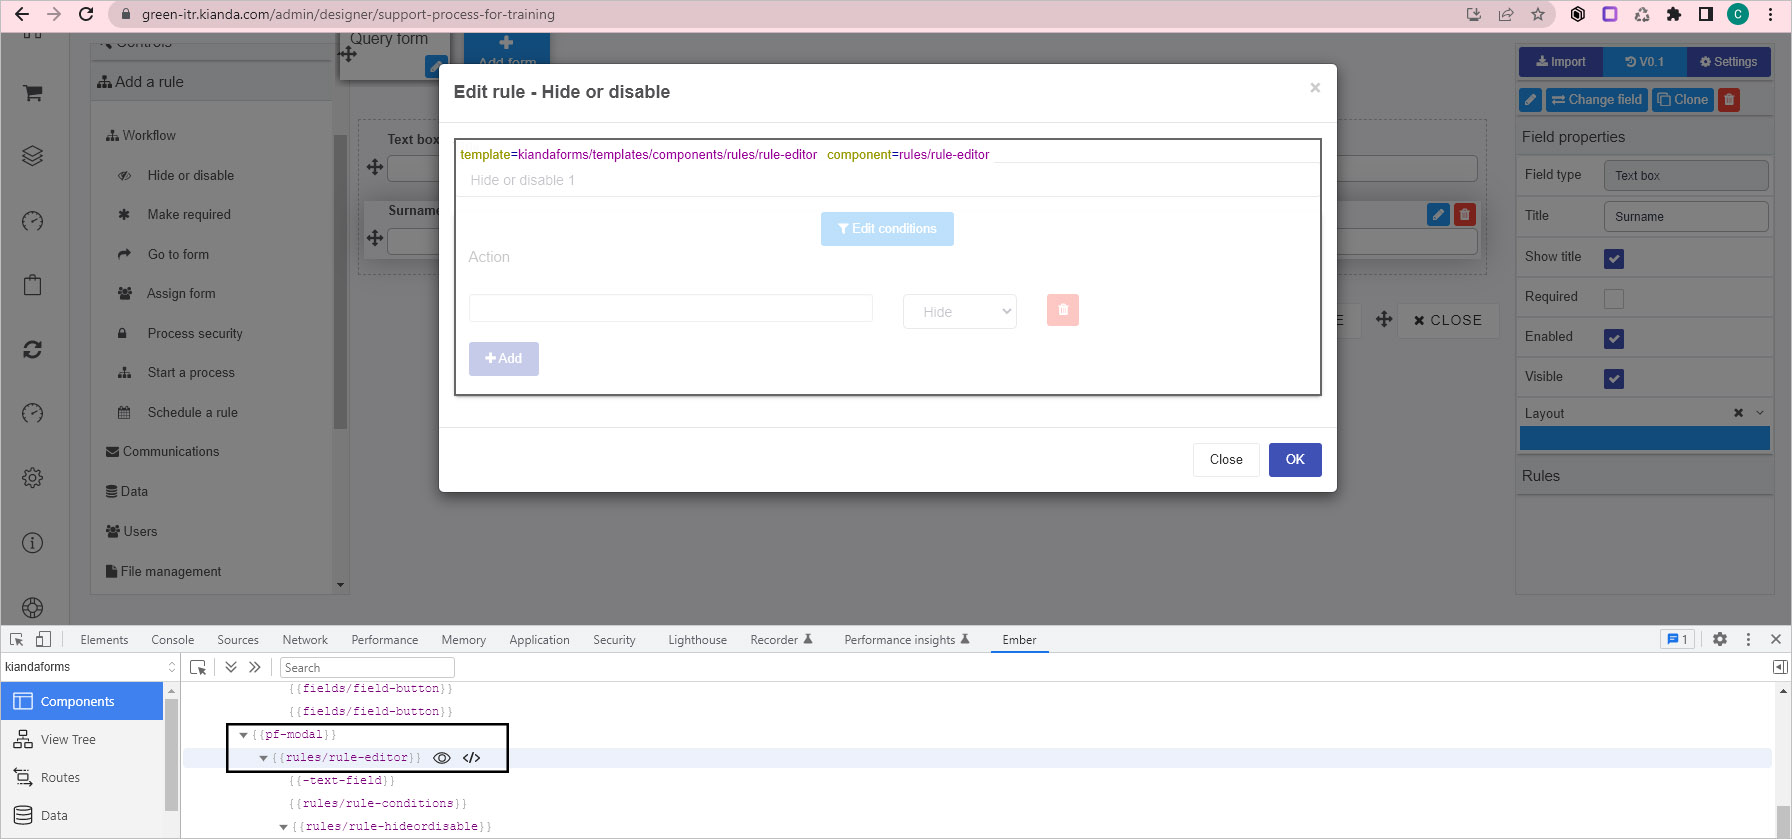 green-itr.kianda.com/admin/designer/support-process-for-training
C
Controls
Query form
Add form
Add a rule
Workflow
Hide or disable
Make required
Go to form
Assign form
Process security
Start a process
Schedule a rule
Communications
Data
Users
File management
Text box
Surname
Edit rule - Hide or disable
×
template=kiandaforms/templates/components/rules/rule-editor component=rules/rule-editor
Hide or disable 1
Edit conditions
Action
Hide
Add
Close
OK
E
CLOSE
Import
V0.1
Settings
Change field
Clone
Field properties
Field type
Text box
Title
Surname
Show title
Required
Enabled
Visible
Layout
Rules
Elements Console Sources Network Performance Memory Application Security Lighthouse Recorder Performance insights Ember
1
kiandaforms
Search
Components
View Tree
Routes
Data
{{fields/field-button}}
{{fields/field-button}}
{{pf-modal}}
{{rules/rule-editor}} </>
{{-text-field}}
{{rules/rule-conditions}}
{{rules/rule-hideordisable}}